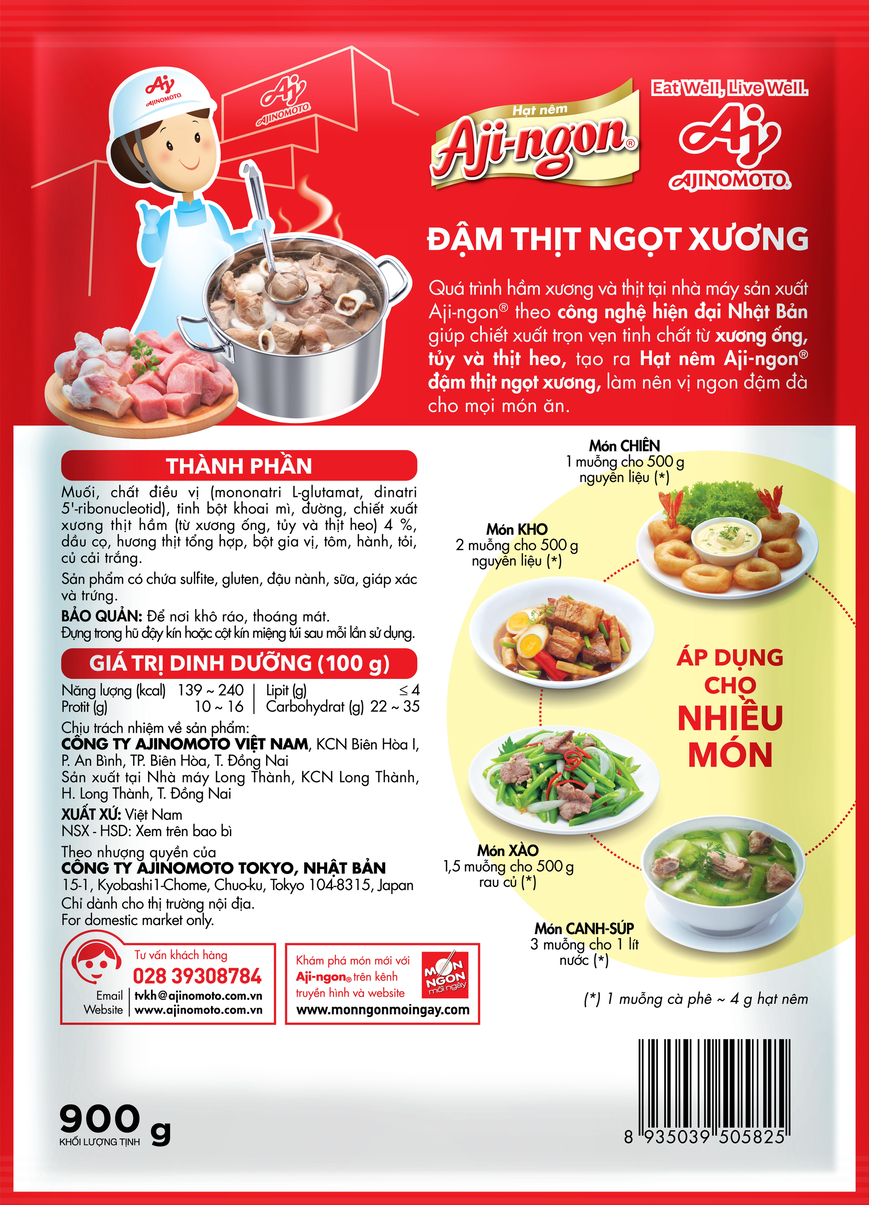 Aj
AJINOMOTO®
Aj
AJINOMOTO®
Hạt nêm
Aji-ngon®
Eat Well, Live Well.
Aj
AJINOMOTO®
ĐẬM THỊT NGỌT XƯƠNG
Quá trình hầm xương và thịt tại nhà máy sản xuất
Aji-ngon® theo công nghệ hiện đại Nhật Bản
giúp chiết xuất trọn vẹn tinh chất từ xương ống,
tủy và thịt heo, tạo ra Hạt nêm Aji-ngon®
đậm thịt ngọt xương, làm nên vị ngon đậm đà
cho mọi món ăn.
THÀNH PHẦN
Muối, chất điều vị (mononatri L-glutamat, dinatri
5'-ribonucleotid), tinh bột khoai mì, đường, chiết xuất
xương thịt hầm (từ xương ống, tủy và thịt heo) 4 %,
dầu cọ, hương thịt tổng hợp, bột gia vị, tôm, hành, tỏi,
củ cải trắng.
Sản phẩm có chứa sulfite, gluten, đậu nành, sữa, giáp xác
và trứng.
BẢO QUẢN: Để nơi khô ráo, thoáng mát.
Đựng trong hũ đậy kín hoặc cột kín miệng túi sau mỗi lần sử dụng.
GIÁ TRỊ DINH DƯỠNG (100 g)
Năng lượng (kcal) 139 ~ 240 Lipit (g) ≤ 4
Protit (g) 10 ~ 16 Carbohydrat (g) 22 ~ 35
Chịu trách nhiệm về sản phẩm:
CÔNG TY AJINOMOTO VIỆT NAM, KCN Biên Hòa I,
P. An Bình, TP. Biên Hòa, T. Đồng Nai
Sản xuất tại Nhà máy Long Thành, KCN Long Thành,
H. Long Thành, T. Đồng Nai
XUẤT XỨ: Việt Nam
NSX - HSD: Xem trên bao bì
Theo nhượng quyền của
CÔNG TY AJINOMOTO TOKYO, NHẬT BẢN
15-1, Kyobashi1-Chome, Chuo-ku, Tokyo 104-8315, Japan
Chỉ dành cho thị trường nội địa.
For domestic market only.
Tư vấn khách hàng
028 39308784
Email tvkh@ajinomoto.com.vn
Website www.ajinomoto.com.vn
Khám phá món mới với
Aji-ngon® trên kênh
truyền hình và website
www.monngonmoingay.com
MÓN
NGON
mỗi ngày
Món CHIÊN
1 muỗng cho 500 g
nguyên liệu (*)
Món KHO
2 muỗng cho 500 g
nguyên liệu (*)
ÁP DỤNG
CHO
NHIỀU
MÓN
Món XÀO
1,5 muỗng cho 500 g
rau củ (*)
Món CANH-SÚP
3 muỗng cho 1 lít
nước (*)
(*) 1 muỗng cà phê ~ 4 g hạt nêm
900 g
KHỐI LƯỢNG TỊNH
8 935039 505825